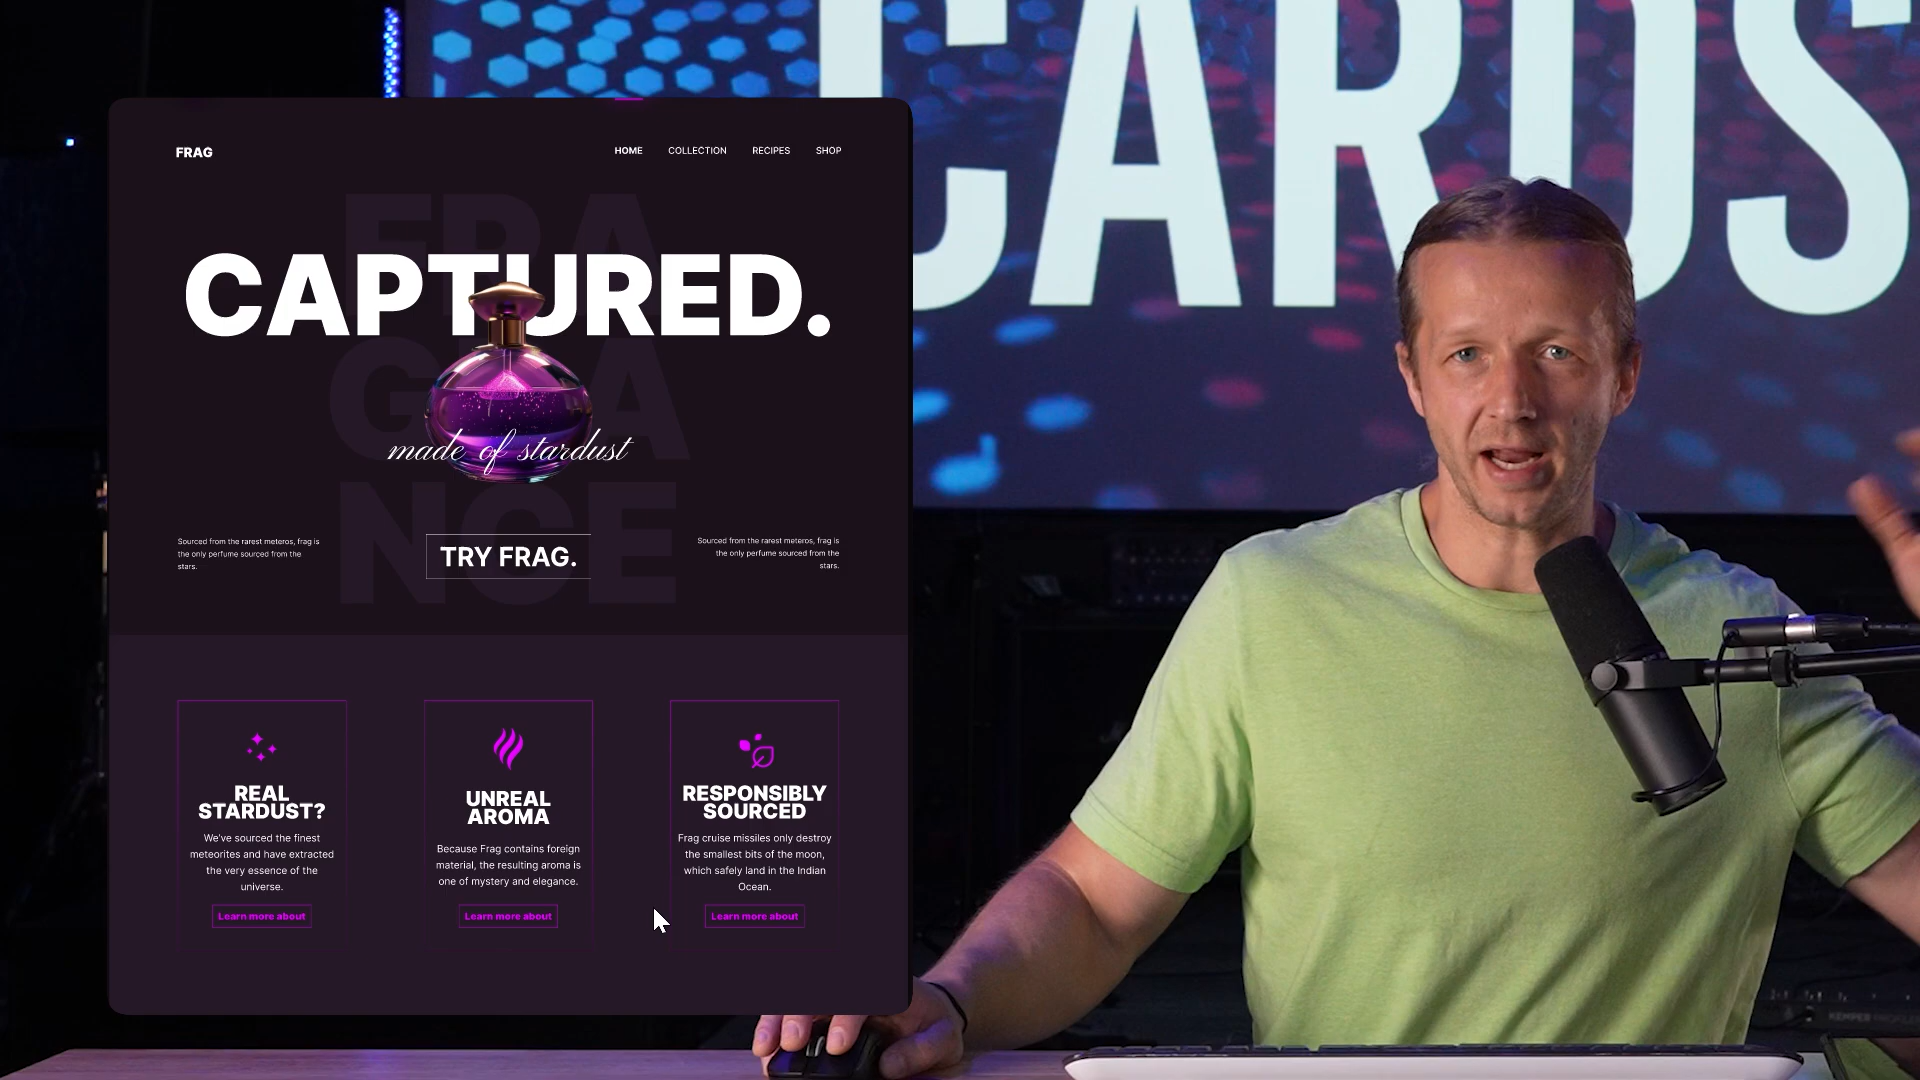 CARDS
FRAG
HOME COLLECTION RECIPES SHOP
FRA
GRA
NCE
CAPTURED.
made of stardust
Sourced from the rarest meteros, frag is
the only perfume sourced from the
stars.
TRY FRAG.
Sourced from the rarest meteros, frag is
the only perfume sourced from the
stars.
REAL
STARDUST?
We've sourced the finest
meteorites and have extracted
the very essence of the
universe.
Learn more about
UNREAL
AROMA
Because Frag contains foreign
material, the resulting aroma is
one of mystery and elegance.
Learn more about
RESPONSIBLY
SOURCED
Frag cruise missiles only destroy
the smallest bits of the moon,
which safely land in the Indian
Ocean.
Learn more about